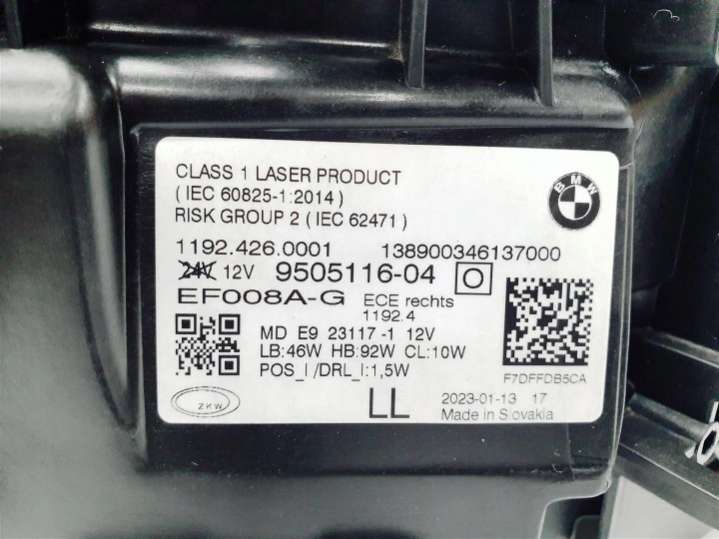 CLASS 1 LASER PRODUCT
( IEC 60825-1:2014 )
RISK GROUP 2 ( IEC 62471 )
BMW
1192.426.0001 138900346137000
24V 12V 9505116-04 O
EF008A-G ECE rechts
1192.4
MD E9 23117 -1 12V
LB:46W HB:92W CL:10W
POS_I /DRL_I:1,5W
F7DFFDB5CA
ZKW
LL
2023-01-13 17
Made in Slovakia